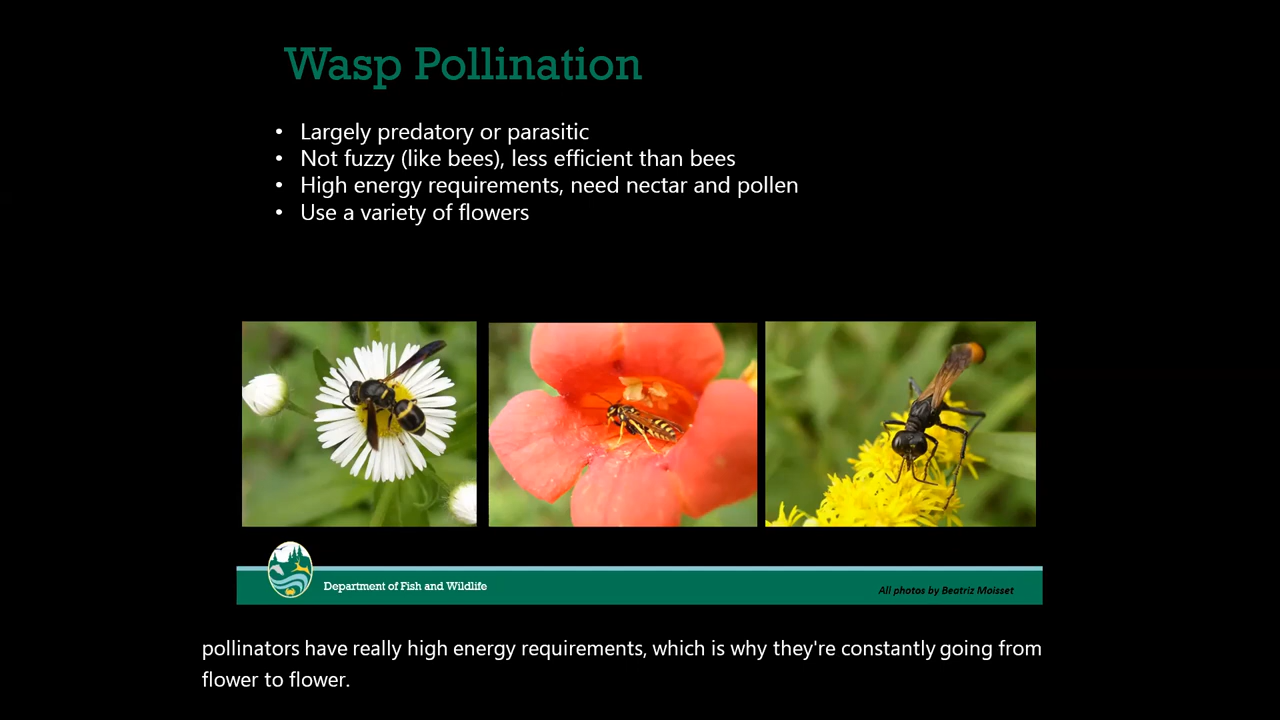 Wasp Pollination
• Largely predatory or parasitic
• Not fuzzy (like bees), less efficient than bees
• High energy requirements, need nectar and pollen
• Use a variety of flowers
Department of Fish and Wildlife
All photos by Beatriz Moisset
pollinators have really high energy requirements, which is why they're constantly going from
flower to flower.